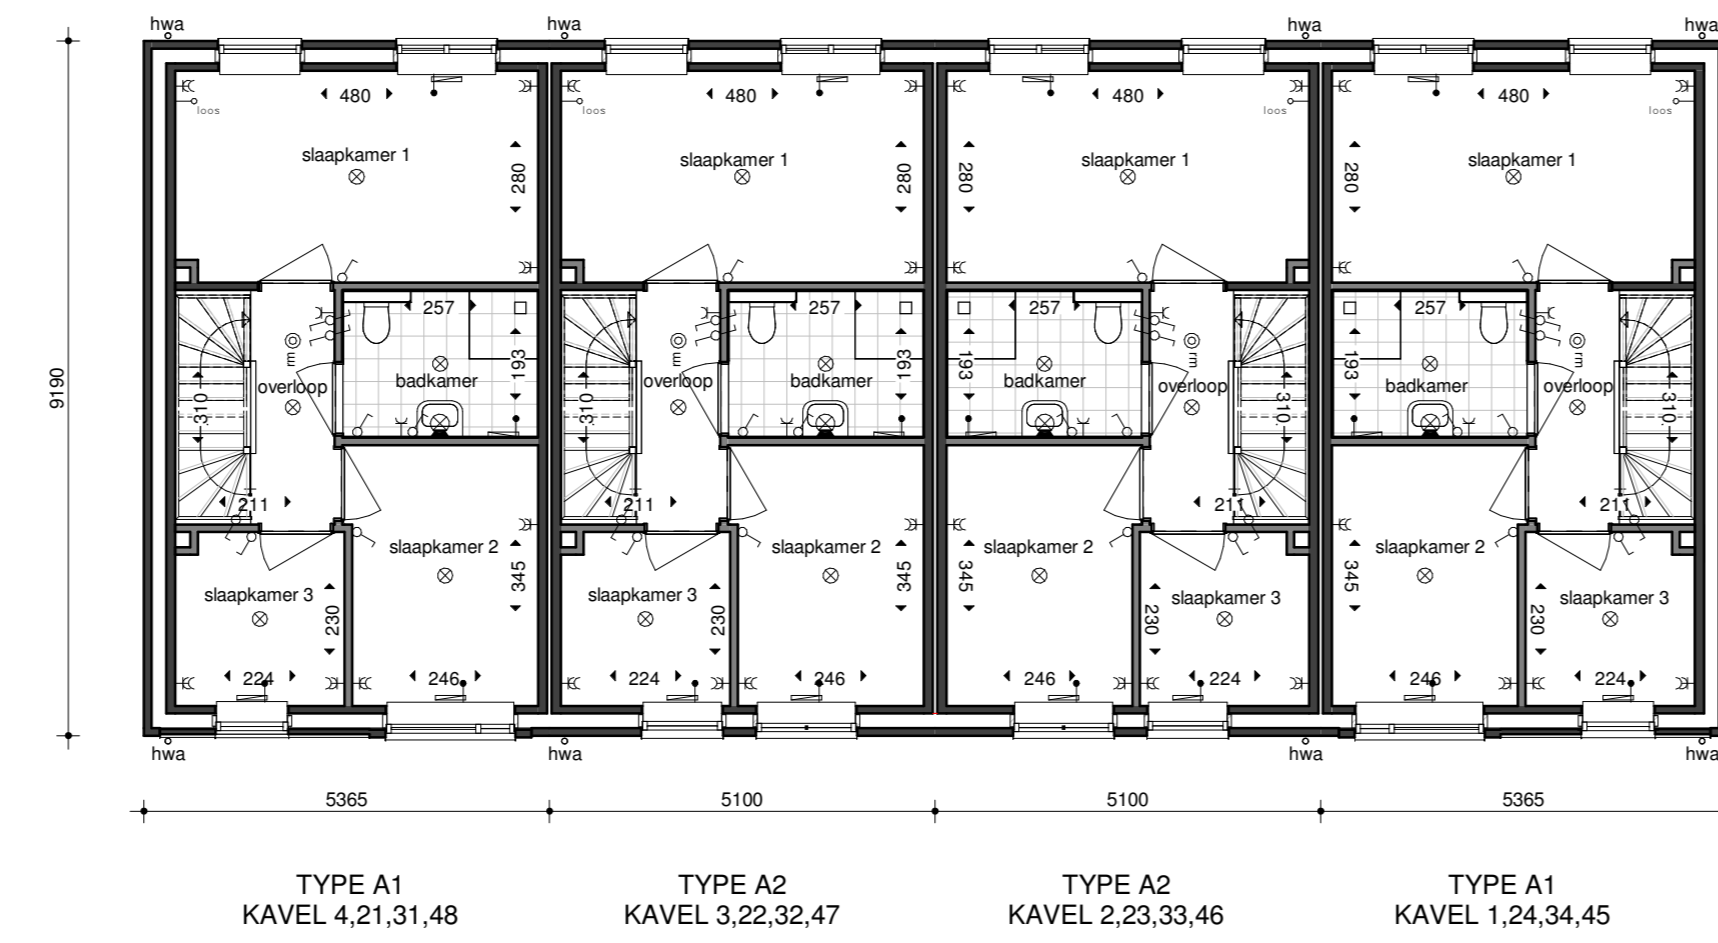 hwa hwa hwa hwa
480 480 480 480
loos loos loos loos
slaapkamer 1 slaapkamer 1 slaapkamer 1 slaapkamer 1
280 280 280 280
257 257 257 257
rm rm rm rm
193 193 193 193
9190
overloop badkamer overloop badkamer badkamer overloop badkamer overloop
310 310 310 310
211 211 211 211
slaapkamer 2 slaapkamer 2 slaapkamer 2 slaapkamer 2
345 345 345 345
slaapkamer 3 slaapkamer 3 slaapkamer 3 slaapkamer 3
230 230 230 230
224 246 224 246 246 224 246 224
hwa hwa hwa hwa
5365 5100 5100 5365
TYPE A1 TYPE A2 TYPE A2 TYPE A1
KAVEL 4,21,31,48 KAVEL 3,22,32,47 KAVEL 2,23,33,46 KAVEL 1,24,34,45